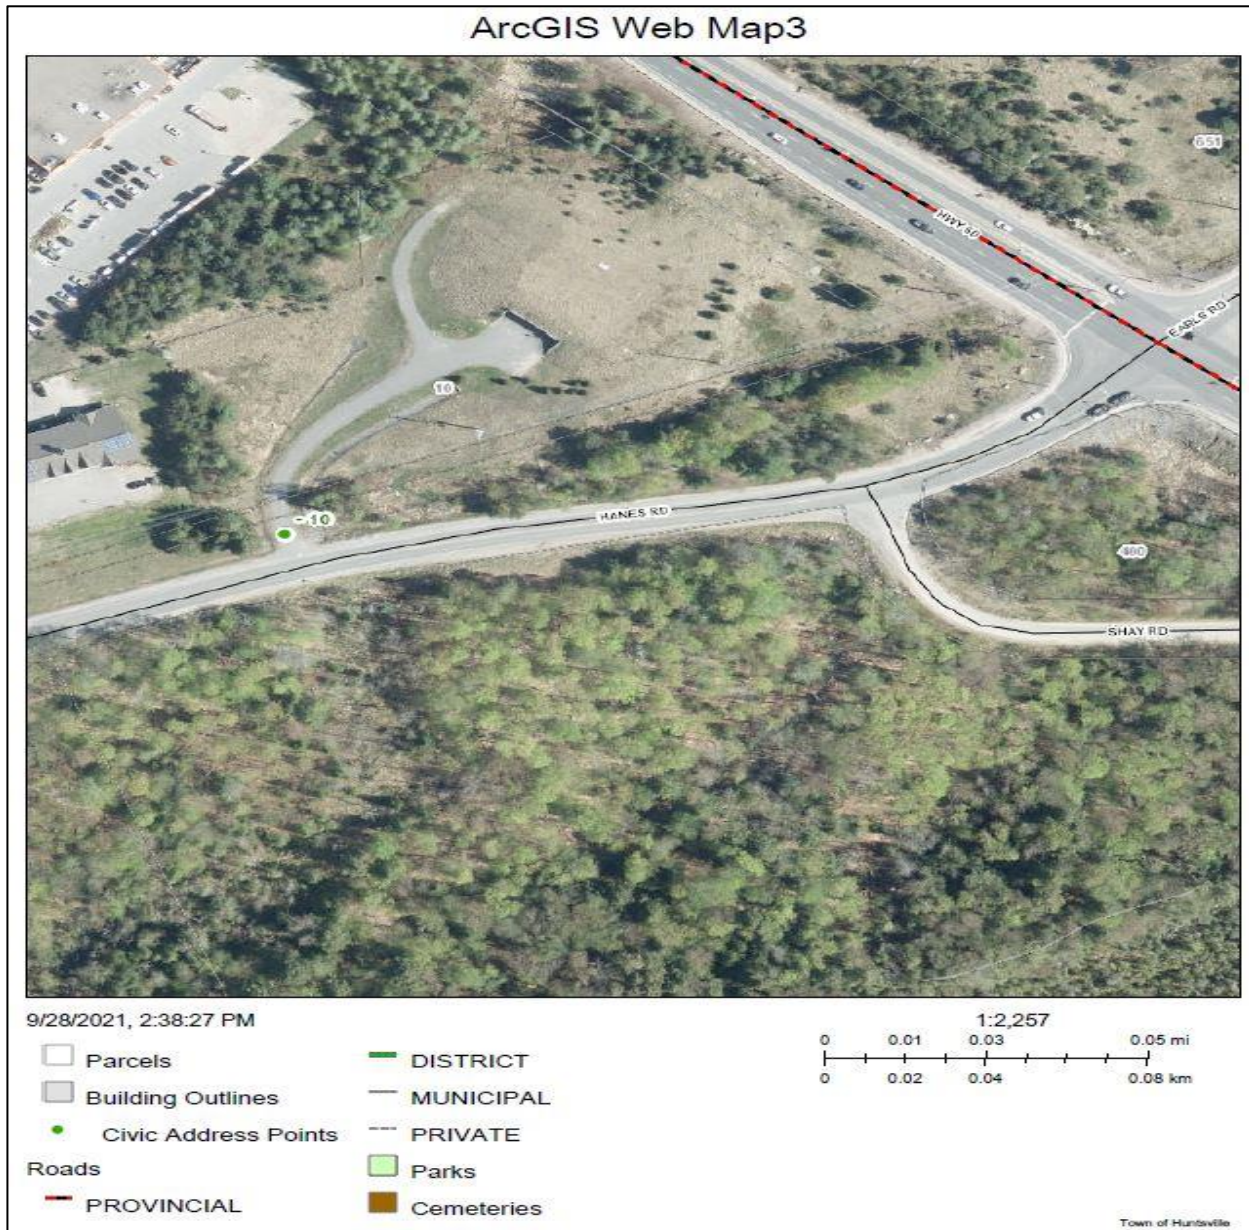 ArcGIS Web Map3
651
HWY 60
EARLS RD
10
- 10
HANES RD
400
SHAY RD
9/28/2021, 2:38:27 PM
1:2,257
0 0.01 0.03 0.05 mi
0 0.02 0.04 0.08 km
Parcels
Building Outlines
Civic Address Points
Roads
PROVINCIAL
DISTRICT
MUNICIPAL
PRIVATE
Parks
Cemeteries
Town of Huntsville